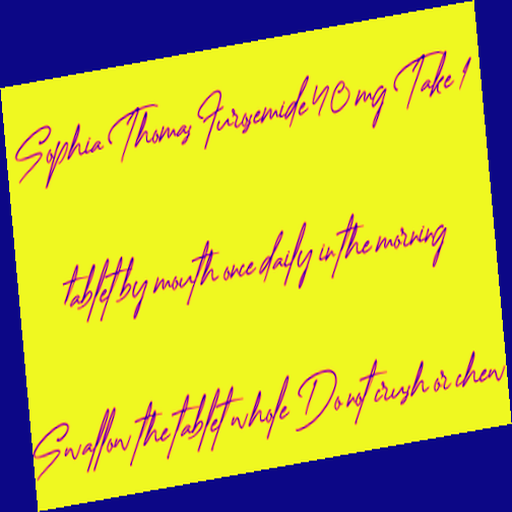 Sophia Thomas Furosemide 40 mg Take 1
tablet by mouth once daily in the morning
Swallow the tablet whole Do not crush or chew